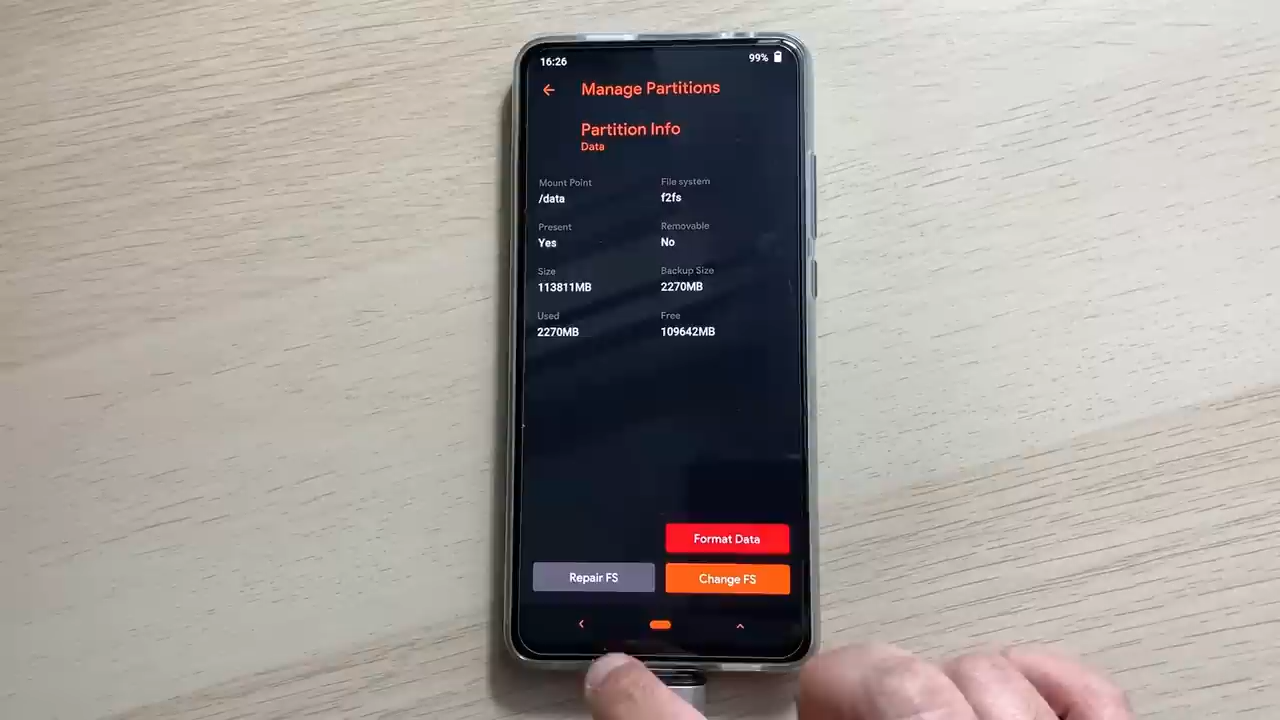 16:26 99%
Manage Partitions
Partition Info
Data
Mount Point File system
/data f2fs
Present Removable
Yes No
Size Backup Size
113811MB 2270MB
Used Free
2270MB 109642MB
Format Data
Repair FS Change FS